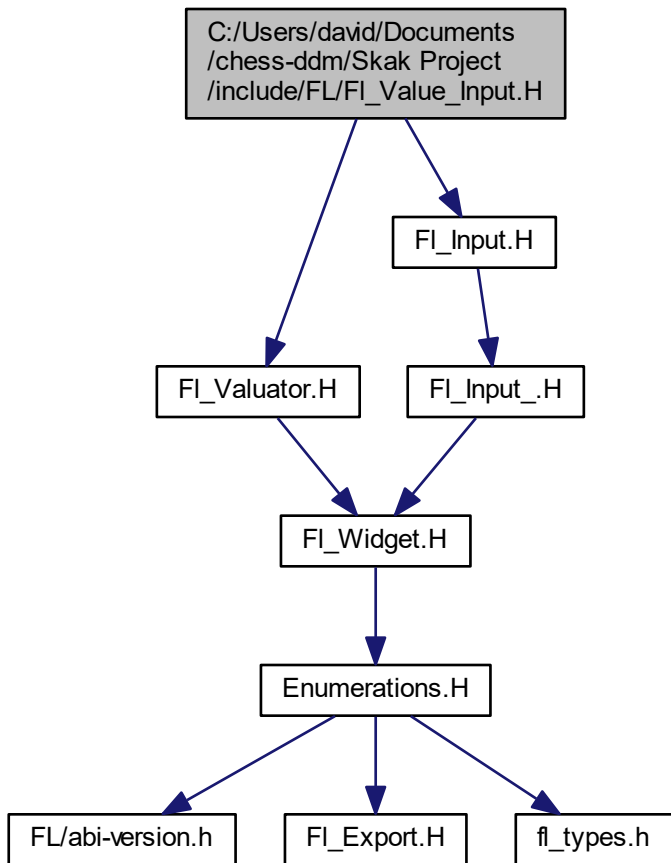 C:/Users/david/Documents
/chess-ddm/Skak Project
/include/FL/Fl_Value_Input.H
Fl_Input.H
Fl_Valuator.H
Fl_Input_.H
Fl_Widget.H
Enumerations.H
FL/abi-version.h
Fl_Export.H
fl_types.h